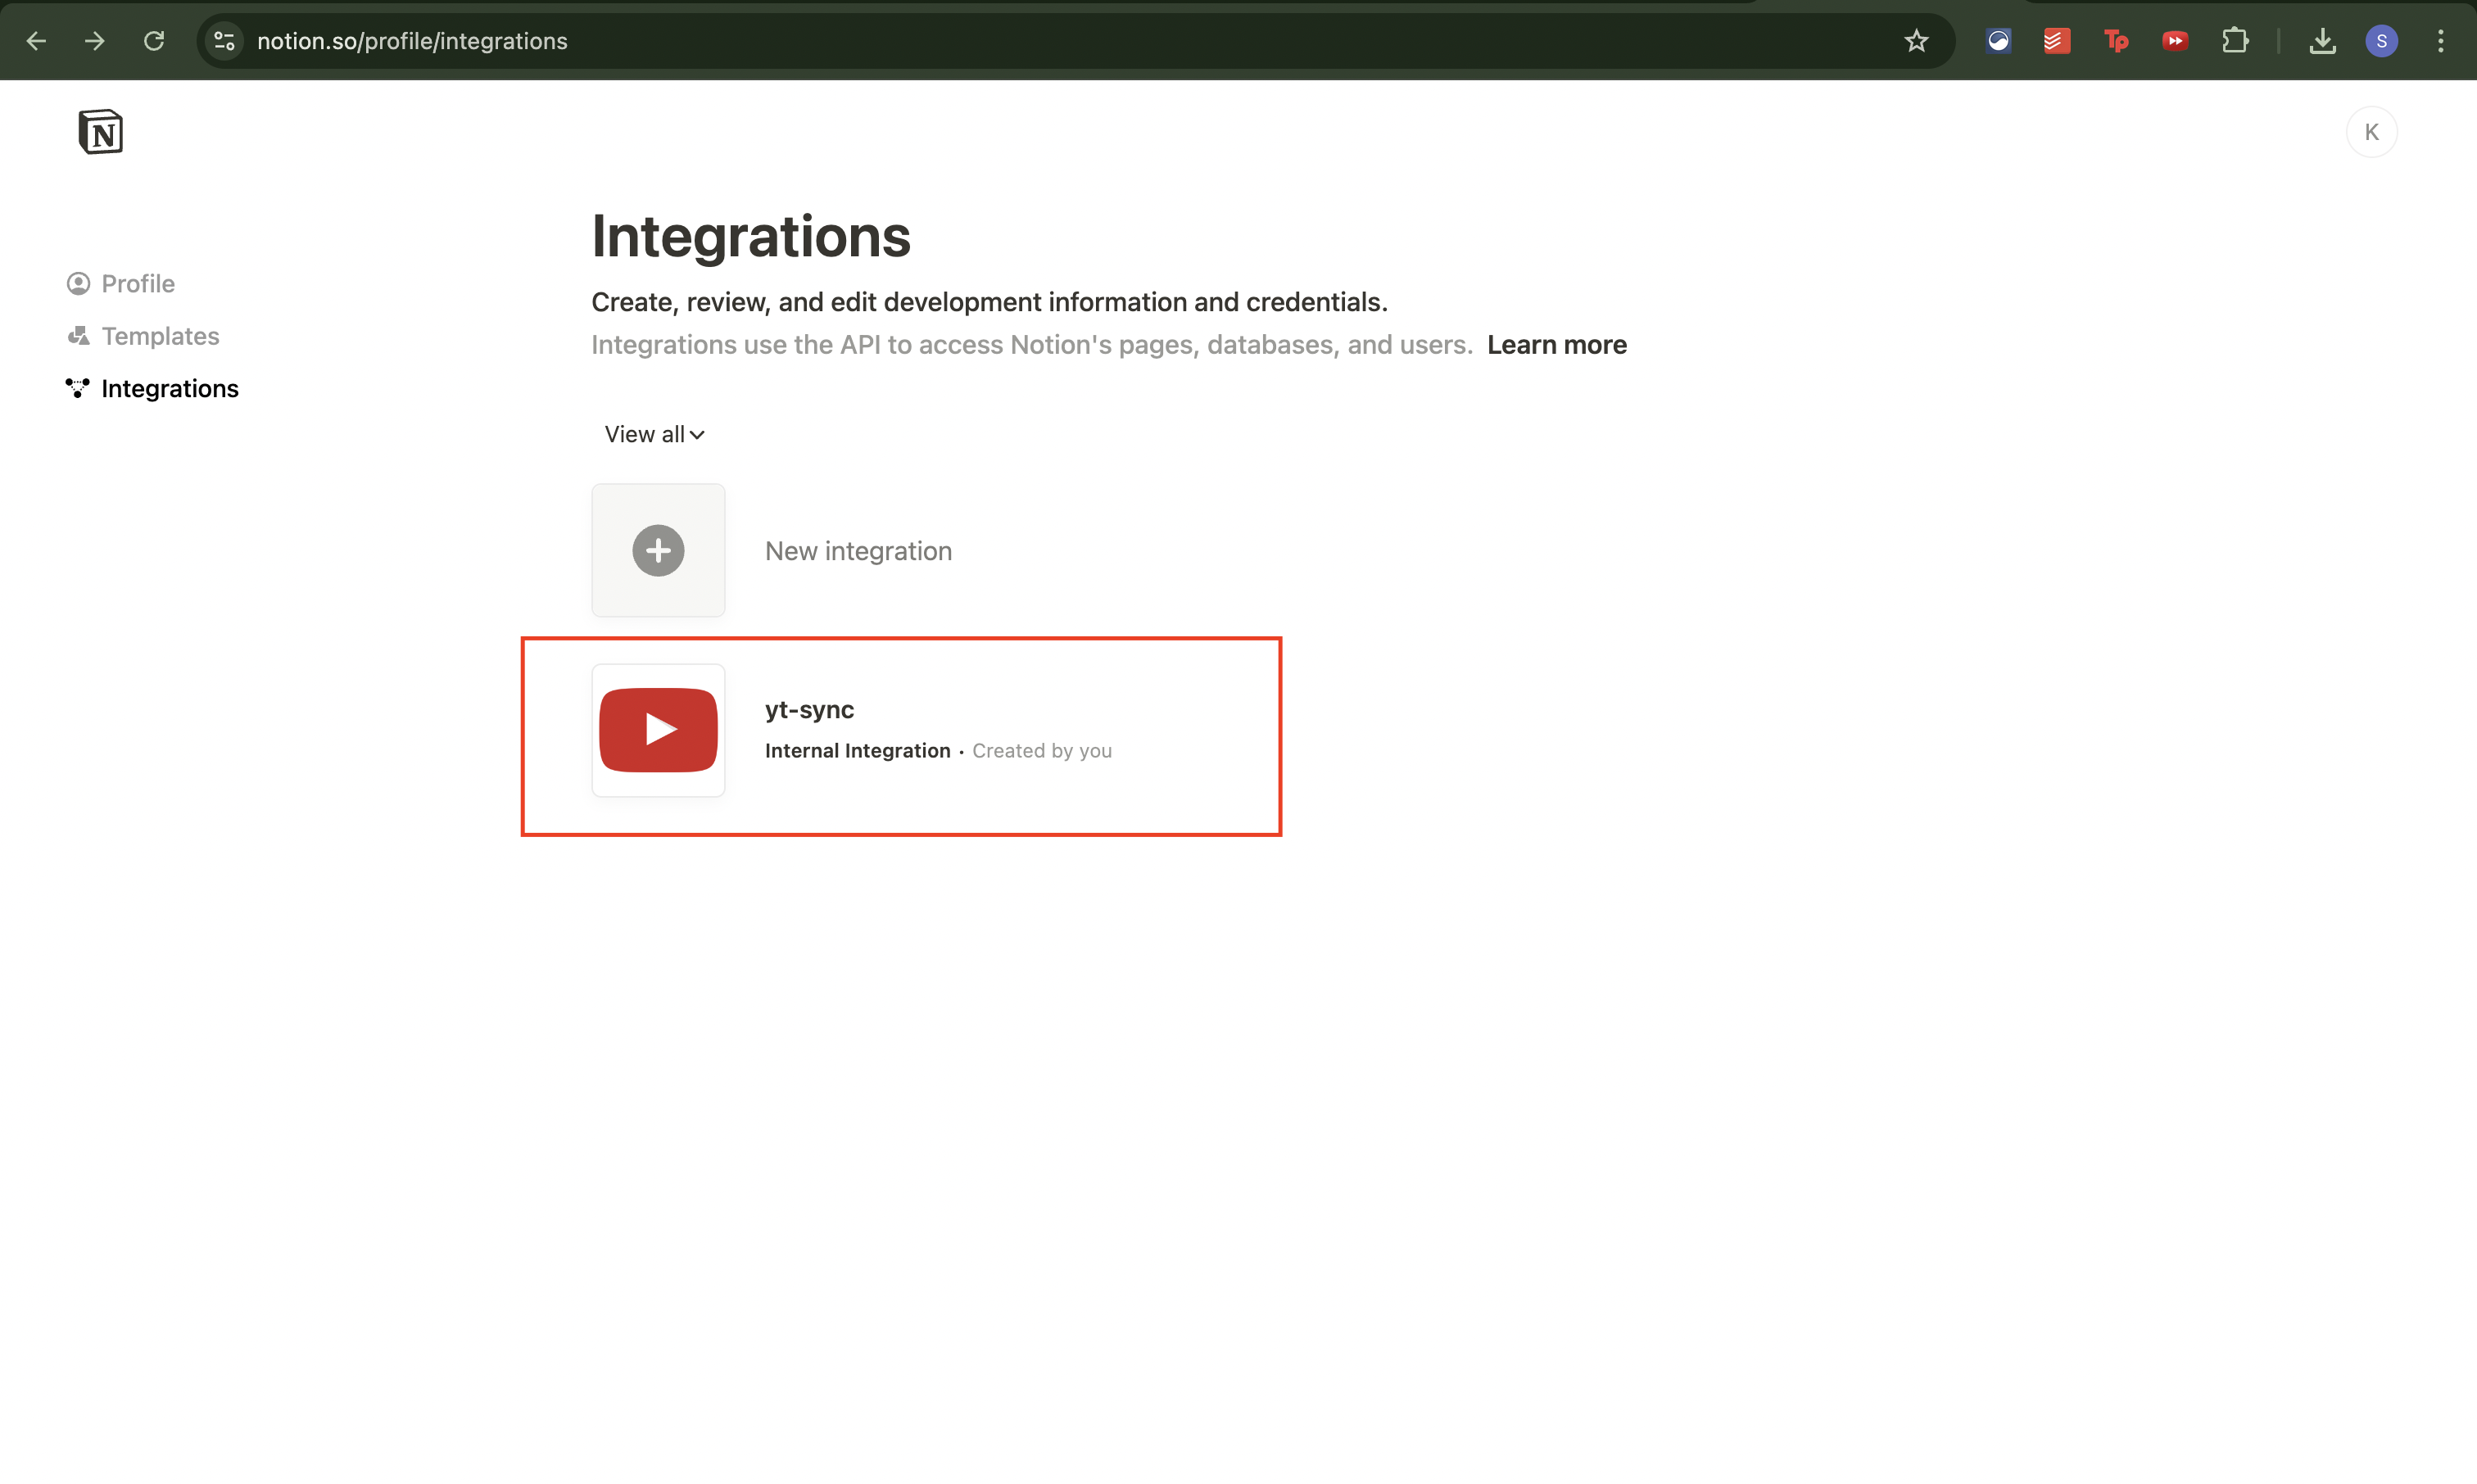 notion.so/profile/integrations
S
N
K
Profile
Templates
Integrations
Integrations
Create, review, and edit development information and credentials.
Integrations use the API to access Notion's pages, databases, and users. Learn more
View all
New integration
yt-sync
Internal Integration • Created by you
Tp